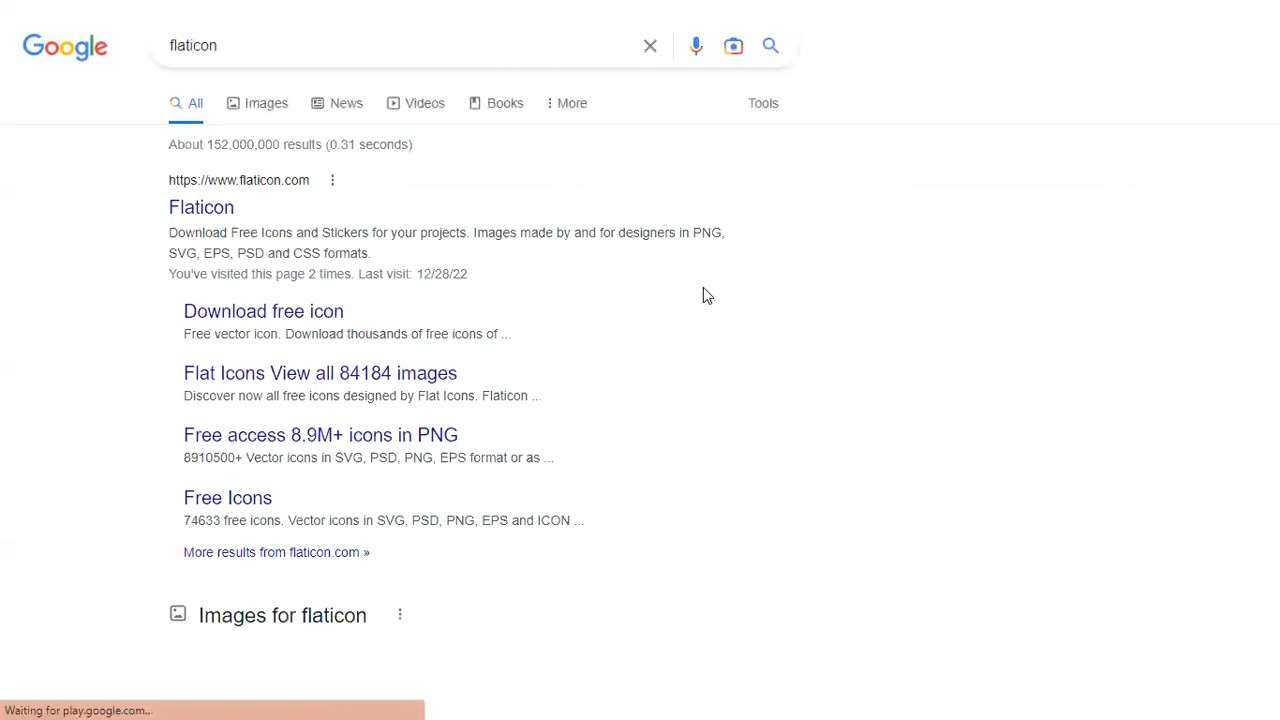 Google
flaticon
All Images News Videos Books More Tools
About 152,000,000 results (0.31 seconds)
https://www.flaticon.com
Flaticon
Download Free Icons and Stickers for your projects. Images made by and for designers in PNG,
SVG, EPS, PSD and CSS formats.
You've visited this page 2 times. Last visit: 12/28/22
Download free icon
Free vector icon. Download thousands of free icons of ...
Flat Icons View all 84184 images
Discover now all free icons designed by Flat Icons. Flaticon ...
Free access 8.9M+ icons in PNG
8910500+ Vector icons in SVG, PSD, PNG, EPS format or as ...
Free Icons
74633 free icons. Vector icons in SVG, PSD, PNG, EPS and ICON ...
More results from flaticon.com »
Images for flaticon
Waiting for play.google.com...